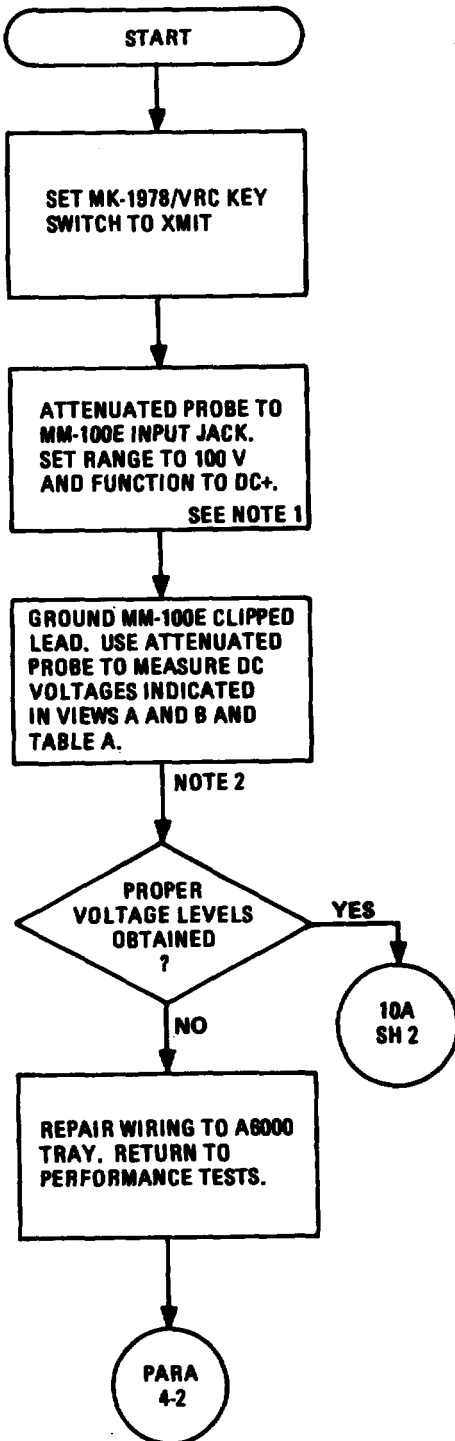 START
SET MK-1978/VRC KEY
SWITCH TO XMIT
ATTENUATED PROBE TO
MM-100E INPUT JACK.
SET RANGE TO 100 V
AND FUNCTION TO DC+.
SEE NOTE 1
GROUND MM-100E CLIPPED
LEAD. USE ATTENUATED
PROBE TO MEASURE DC
VOLTAGES INDICATED
IN VIEWS A AND B AND
TABLE A.
NOTE 2
PROPER
VOLTAGE LEVELS
OBTAINED
?
YES
10A
SH 2
NO
REPAIR WIRING TO A6000
TRAY. RETURN TO
PERFORMANCE TESTS.
PARA
4-2